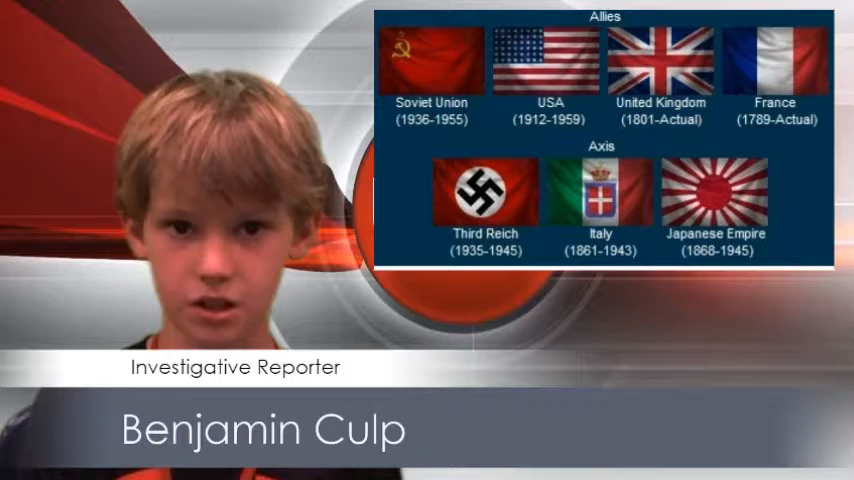 Allies
Soviet Union USA United Kingdom France
(1936-1955) (1912-1959) (1801-Actual) (1789-Actual)
Axis
Third Reich Italy Japanese Empire
(1935-1945) (1861-1943) (1868-1945)
Investigative Reporter
Benjamin Culp